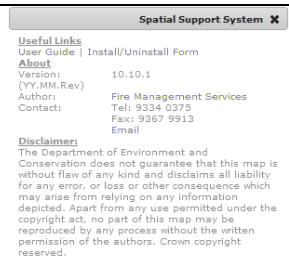 Spatial Support System ✖
Useful Links
User Guide | Install/Uninstall Form
About
Version: 10.10.1
(YY.MM.Rev)
Author: Fire Management Services
Contact: Tel: 9334 0375
Fax: 9367 9913
Email
Disclaimer:
The Department of Environment and
Conservation does not guarantee that this map is
without flaw of any kind and disclaims all liability
for any error, or loss or other consequence which
may arise from relying on any information
depicted. Apart from any use permitted under the
copyright act, no part of this map may be
reproduced by any process without the written
permission of the authors. Crown copyright
reserved.